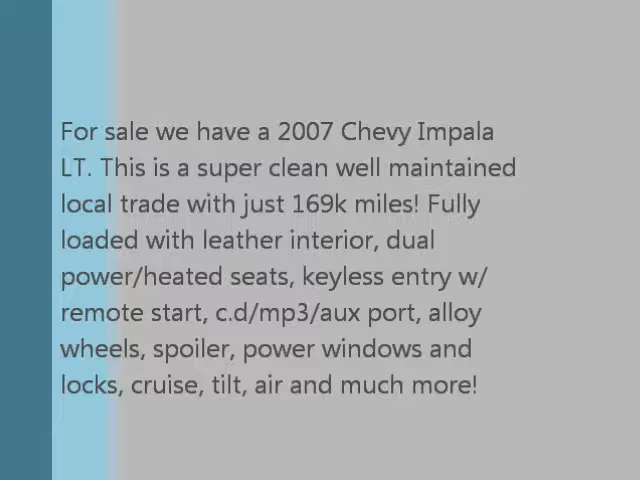 For sale we have a 2007 Chevy Impala
LT. This is a super clean well maintained
local trade with just 169k miles! Fully
loaded with leather interior, dual
power/heated seats, keyless entry w/
remote start, c.d/mp3/aux port, alloy
wheels, spoiler, power windows and
locks, cruise, tilt, air and much more!